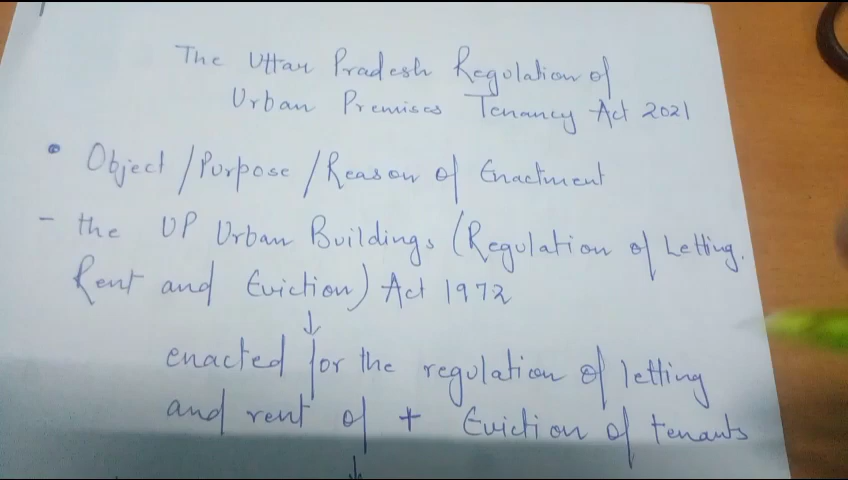 The Uttar Pradesh Regulation of
Urban Premises Tenancy Act 2021
• Object/Purpose/Reason of Enactment
- the UP Urban Buildings (Regulation of Letting.
Rent and Eviction) Act 1972
↓
enacted for the regulation of letting
and rent of + Eviction of tenants
↓